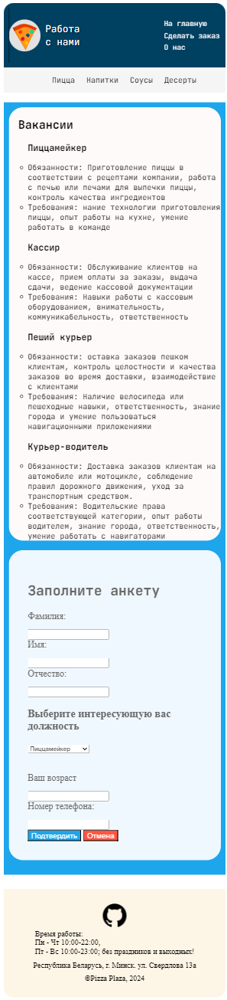 Работа
с нами
На главную
Сделать заказ
О нас
Пицца Напитки Соусы Десерты
Вакансии
Пиццамейкер
Обязанности: Приготовление пиццы в
соответствии с рецептами компании, работа
с печью или печами для выпечки пиццы,
контроль качества ингредиентов
Требования: нание технологии приготовления
пиццы, опыт работы на кухне, умение
работать в команде
Кассир
Обязанности: Обслуживание клиентов на
кассе, прием оплаты за заказы, выдача
сдачи, ведение кассовой документации
Требования: Навыки работы с кассовым
оборудованием, внимательность,
коммуникабельность, ответственность
Пеший курьер
Обязанности: оставка заказов пешком
клиентам, контроль целостности и качества
заказов во время доставки, взаимодействие
с клиентами
Требования: Наличие велосипеда или
пешеходные навыки, ответственность, знание
города и умение пользоваться
навигационными приложениями
Курьер-водитель
Обязанности: Доставка заказов клиентам на
автомобиле или мотоцикле, соблюдение
правил дорожного движения, уход за
транспортным средством.
Требования: Водительские права
соответствующей категории, опыт работы
водителем, знание города, ответственность,
умение работать с навигаторами
Заполните анкету
Фамилия:
Имя:
Отчество:
Выберите интересующую вас
должность
Пиццамейкер
Ваш возраст
Номер телефона:
Подтвердить Отмена
Время работы:
Пн - Чт 10:00-22:00,
Пт - Вс 10:00-23:00; без праздников и выходных!
Республика Беларусь, г. Минск. ул. Свердлова 13а
©Pizza Plaza, 2024